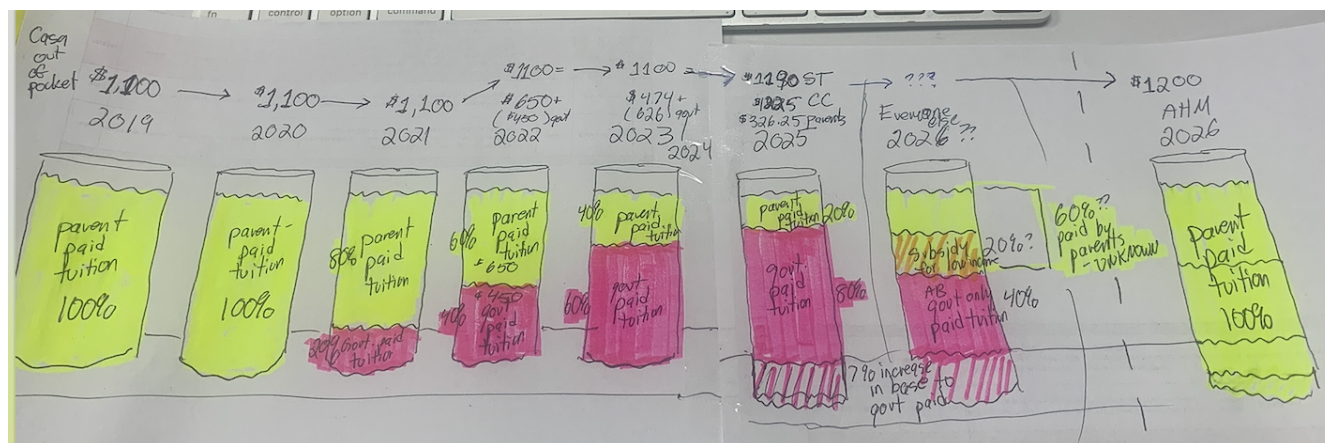 fn
control
option
command
Casa
out
of
pocket
$1,100
2019
$1,100
2020
$1,100
2021
$1100=
$650+
($450)govt
2022
$1100
$474+
(626)govt
2023/
2024
$1190 ST
$1225 CC
$326.25 parents
2025
???
Everyone
else
2026 ??
$1200
AHM
2026
parent
paid
tuition
100%
parent-
paid
tuition
100%
80%
parent
paid
tuition
20% Govt. paid
tuition
60%
parent
paid
tuition
$650
40%
$450
govt
paid
tuition
40%
parent
paid
tuition
60%
govt
paid
tuition
parent
paid
tuition
20%
govt
paid
tuition
80%
7% increase
in base to
govt paid
subsidy
for low income
20%?
AB
govt only
paid tuition
40%
60%??
paid by
parents
-UNKNOWN
parent
paid
tuition
100%